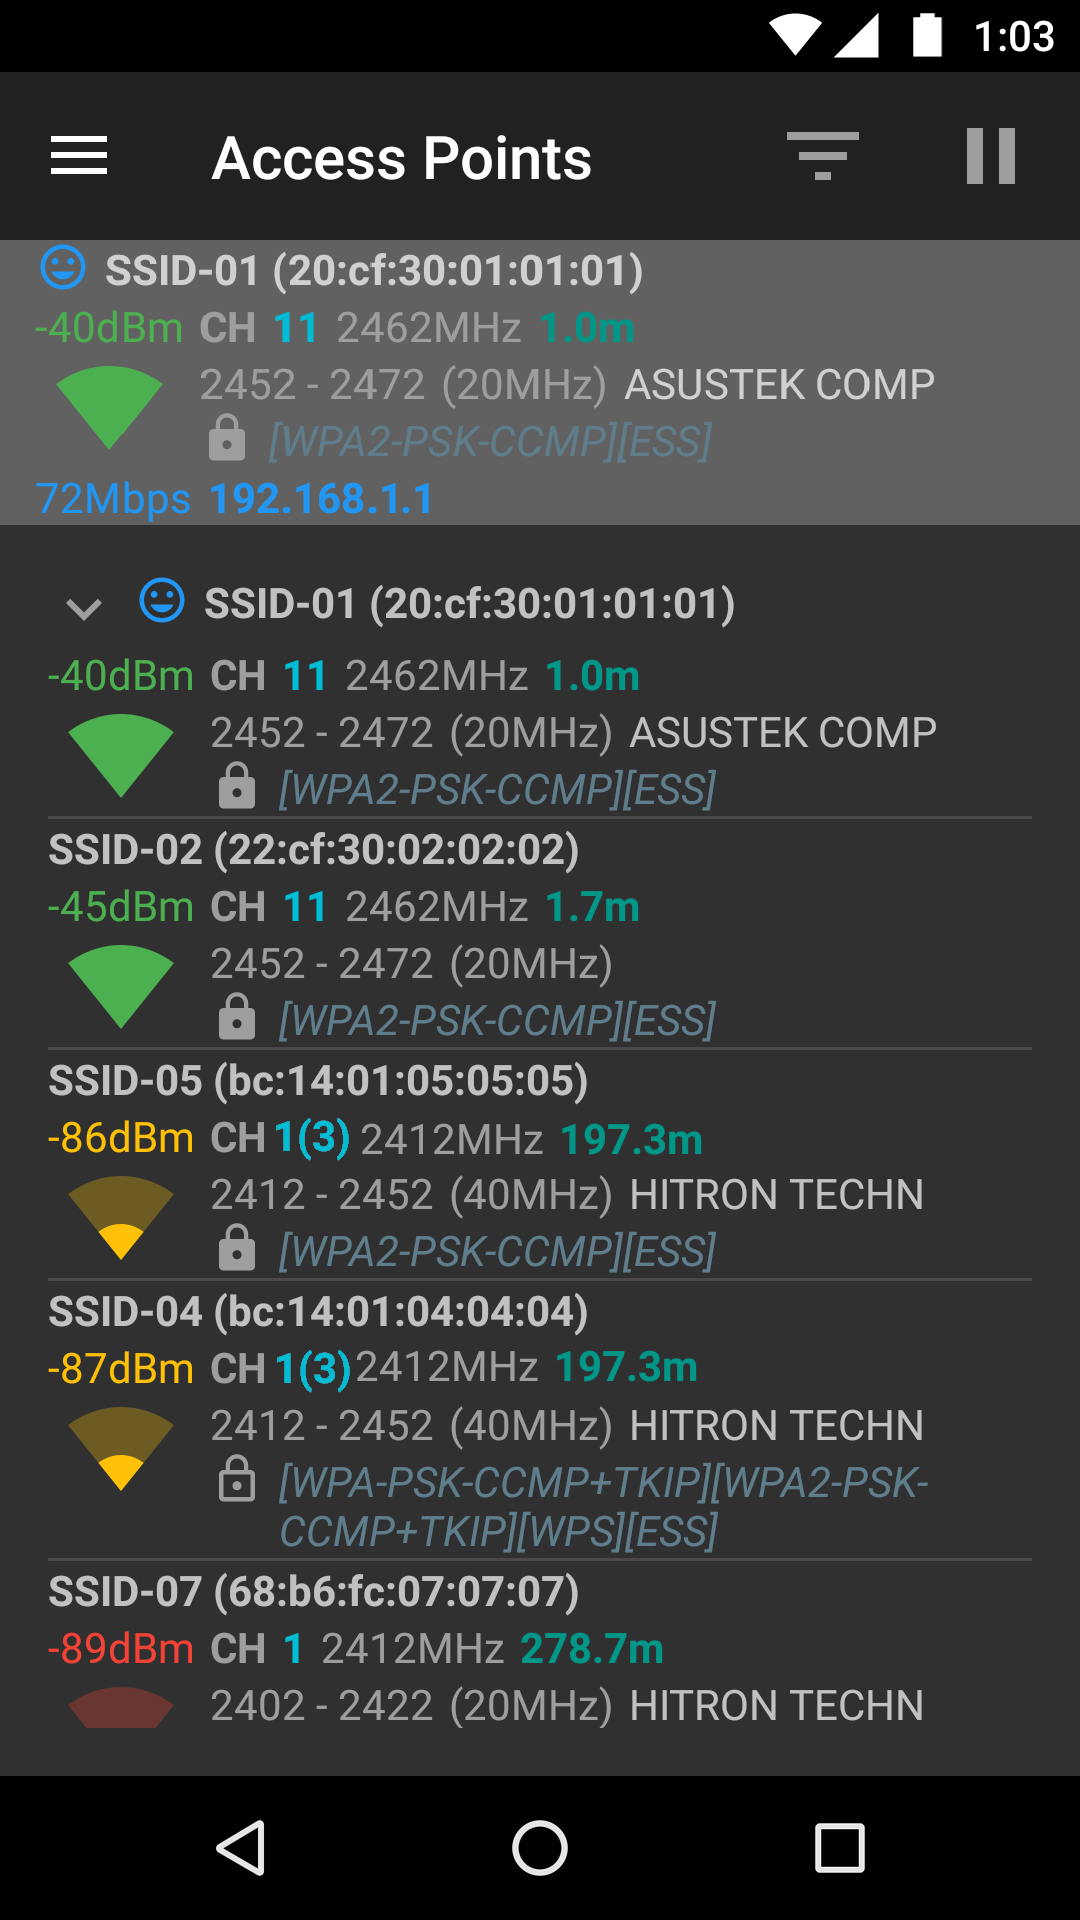 1:03
Access Points
SSID-01 (20:cf:30:01:01:01)
-40dBm CH 11 2462MHz 1.0m
2452 - 2472 (20MHz) ASUSTEK COMP
[WPA2-PSK-CCMP][ESS]
72Mbps 192.168.1.1
SSID-01 (20:cf:30:01:01:01)
-40dBm CH 11 2462MHz 1.0m
2452 - 2472 (20MHz) ASUSTEK COMP
[WPA2-PSK-CCMP][ESS]
SSID-02 (22:cf:30:02:02:02)
-45dBm CH 11 2462MHz 1.7m
2452 - 2472 (20MHz)
[WPA2-PSK-CCMP][ESS]
SSID-05 (bc:14:01:05:05:05)
-86dBm CH 1(3) 2412MHz 197.3m
2412 - 2452 (40MHz) HITRON TECHN
[WPA2-PSK-CCMP][ESS]
SSID-04 (bc:14:01:04:04:04)
-87dBm CH 1(3) 2412MHz 197.3m
2412 - 2452 (40MHz) HITRON TECHN
[WPA-PSK-CCMP+TKIP][WPA2-PSK-
CCMP+TKIP][WPS][ESS]
SSID-07 (68:b6:fc:07:07:07)
-89dBm CH 1 2412MHz 278.7m
2402 - 2422 (20MHz) HITRON TECHN